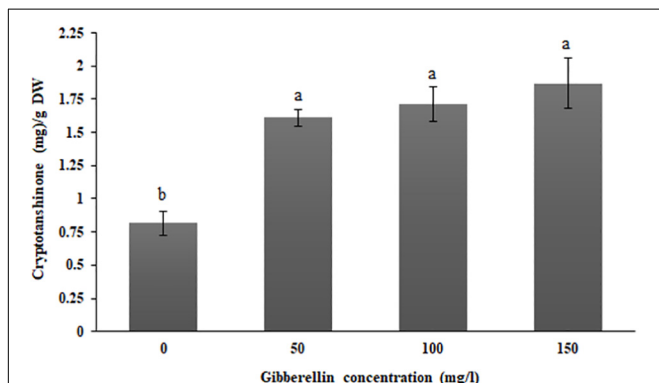 Cryptotanshinone (mg)/g DW
2.25
2
1.75
1.5
1.25
1
0.75
0.5
0.25
0
b
a
a
a
0 50 100 150
Gibberellin concentration (mg/l)